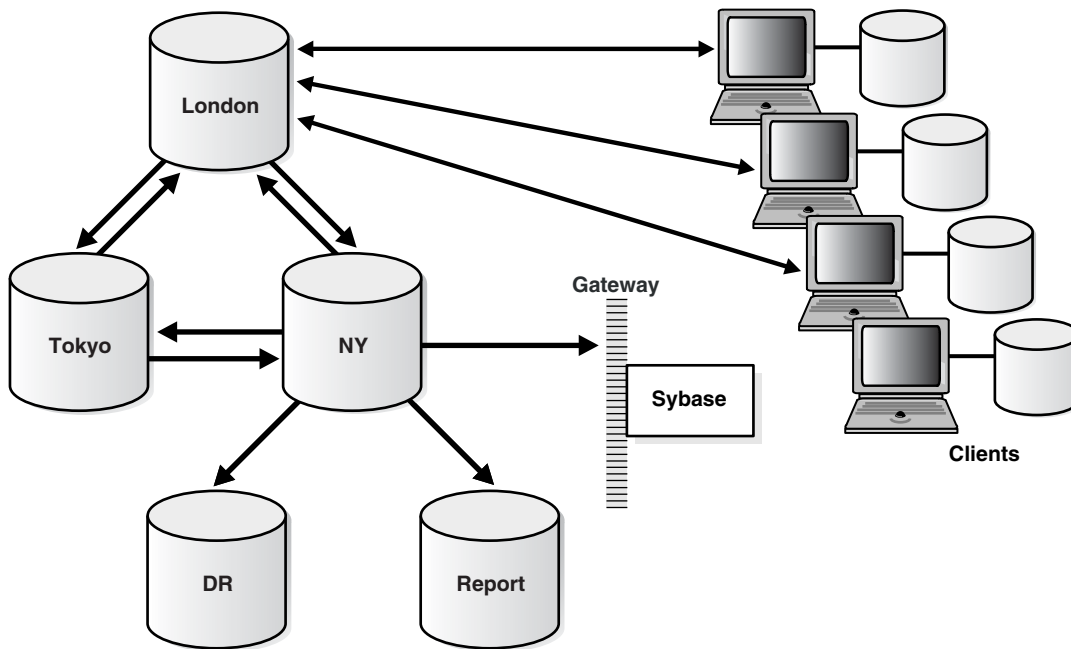 London
Gateway
Tokyo
NY
Sybase
Clients
DR
Report